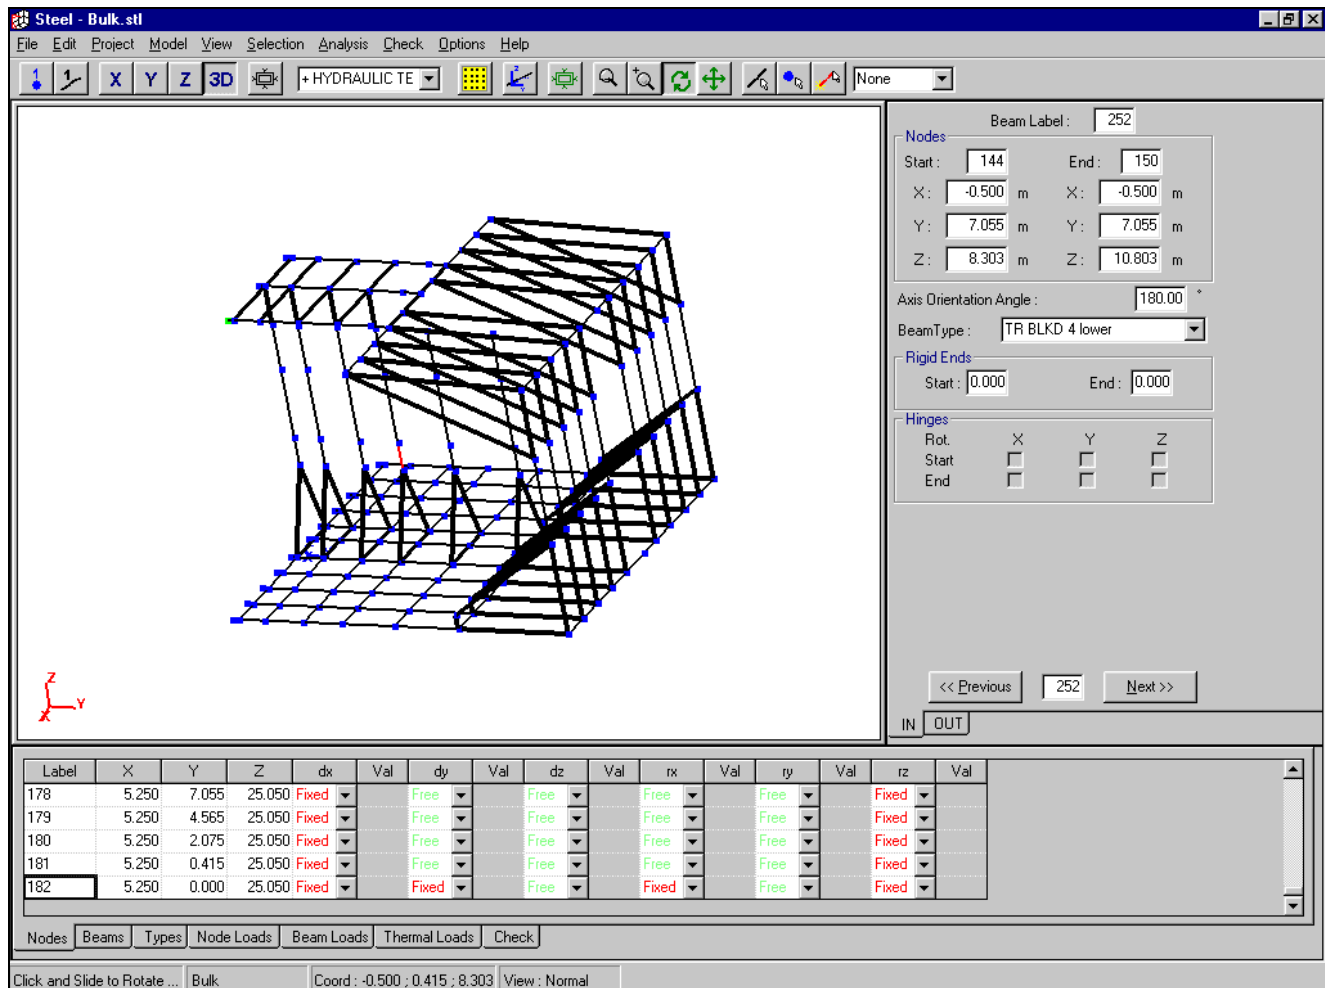 Steel - Bulk.stl
File Edit Project Model View Selection Analysis Check Options Help
1 1 X Y Z 3D + HYDRAULIC TE None
Beam Label : 252
Nodes
Start : 144 End : 150
X : -0.500 m X : -0.500 m
Y : 7.055 m Y : 7.055 m
Z : 8.303 m Z : 10.803 m
Axis Orientation Angle : 180.00 °
BeamType : TR BLKD 4 lower
Rigid Ends
Start : 0.000 End : 0.000
Hinges
Rot. X Y Z
Start
End
<< Previous 252 Next >>
IN OUT
Z
Y
X
Label X Y Z dx Val dy Val dz Val rx Val ry Val rz Val
178 5.250 7.055 25.050 Fixed Free Free Free Free Fixed
179 5.250 4.565 25.050 Fixed Free Free Free Free Fixed
180 5.250 2.075 25.050 Fixed Free Free Free Free Fixed
181 5.250 0.415 25.050 Fixed Free Free Free Free Fixed
182 5.250 0.000 25.050 Fixed Fixed Free Fixed Free Fixed
Nodes Beams Types Node Loads Beam Loads Thermal Loads Check
Click and Slide to Rotate ... Bulk Coord : -0.500 ; 0.415 ; 8.303 View : Normal